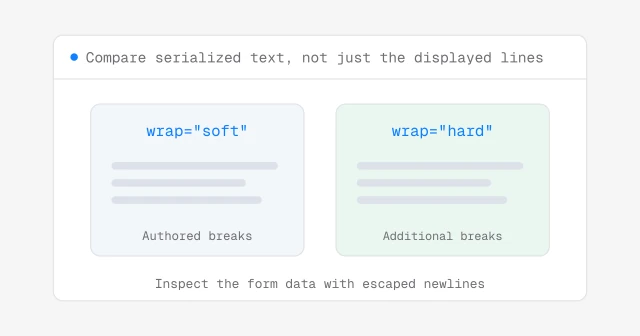 Compare serialized text, not just the displayed lines
wrap="soft"
Authored breaks
wrap="hard"
Additional breaks
Inspect the form data with escaped newlines